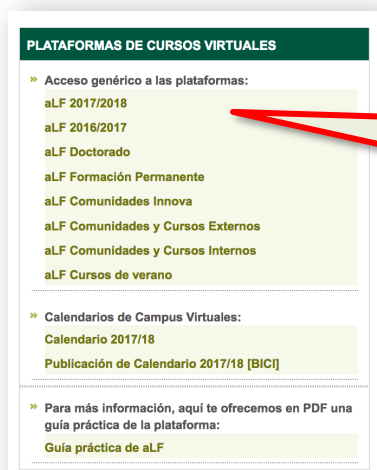 PLATAFORMAS DE CURSOS VIRTUALES
» Acceso genérico a las plataformas:
aLF 2017/2018
aLF 2016/2017
aLF Doctorado
aLF Formación Permanente
aLF Comunidades Innova
aLF Comunidades y Cursos Externos
aLF Comunidades y Cursos Internos
aLF Cursos de verano
» Calendarios de Campus Virtuales:
Calendario 2017/18
Publicación de Calendario 2017/18 [BICI]
» Para más información, aquí te ofrecemos en PDF una
guía práctica de la plataforma:
Guía práctica de aLF